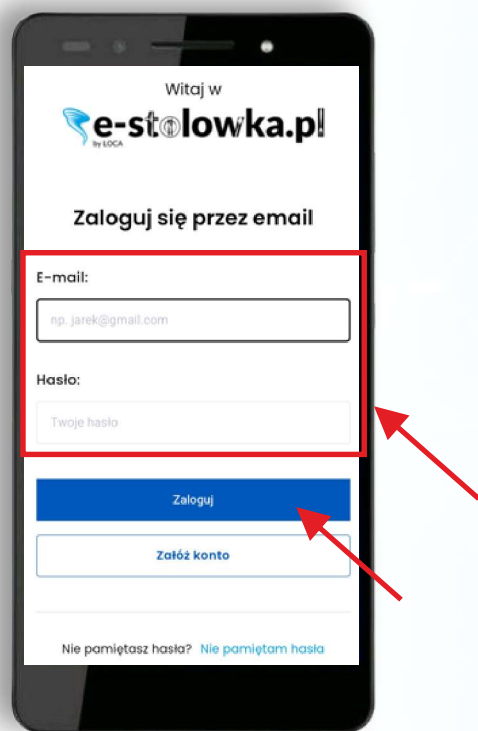 Witaj w
e-stolowka.pl
by LOCA
Zaloguj się przez email
E-mail:
np. jarek@gmail.com
Hasło:
Twoje hasło
Zaloguj
Załóż konto
Nie pamiętasz hasła? Nie pamiętam hasła